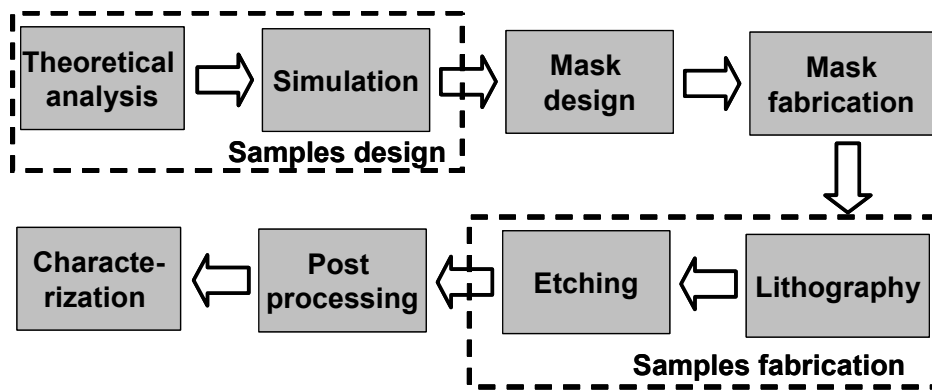 Theoretical
analysis
Simulation
Samples design
Mask
design
Mask
fabrication
Lithography
Etching
Samples fabrication
Post
processing
Characte-
rization